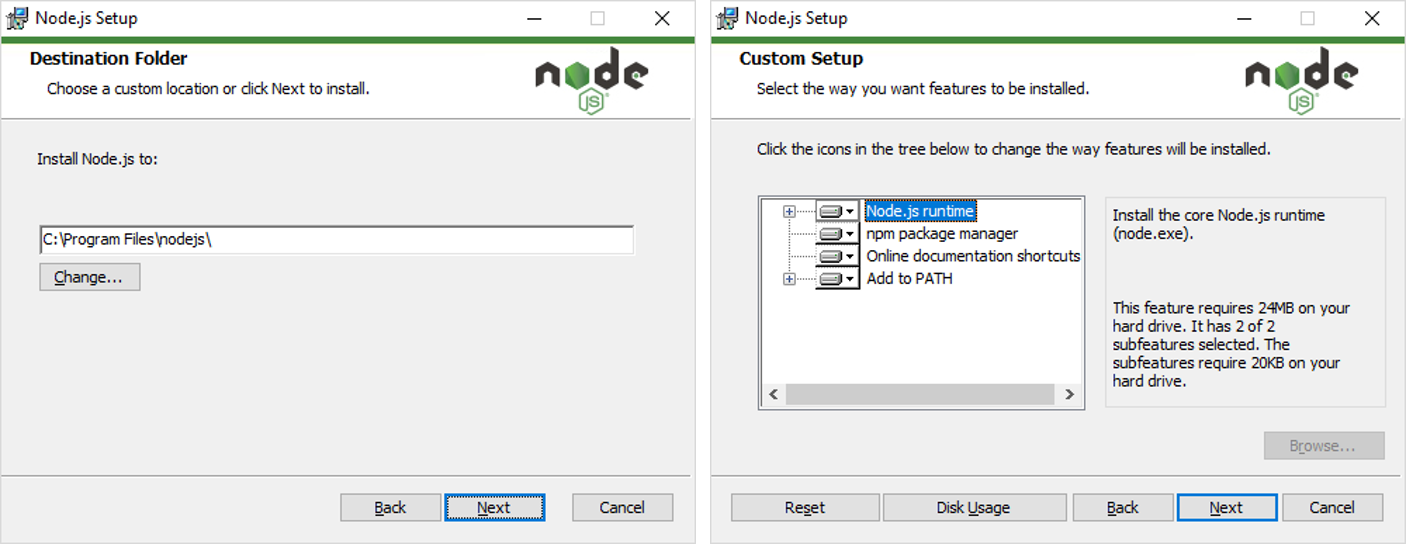 Node.js Setup
Destination Folder
Choose a custom location or click Next to install.
node
JS
Install Node.js to:
C:\Program Files\nodejs\
Change...
Back
Next
Cancel
Node.js Setup
Custom Setup
Select the way you want features to be installed.
node
JS
Click the icons in the tree below to change the way features will be installed.
Node.js runtime
npm package manager
Online documentation shortcuts
Add to PATH
Install the core Node.js runtime
(node.exe).
This feature requires 24MB on your
hard drive. It has 2 of 2
subfeatures selected. The
subfeatures require 20KB on your
hard drive.
Browse...
Reset
Disk Usage
Back
Next
Cancel